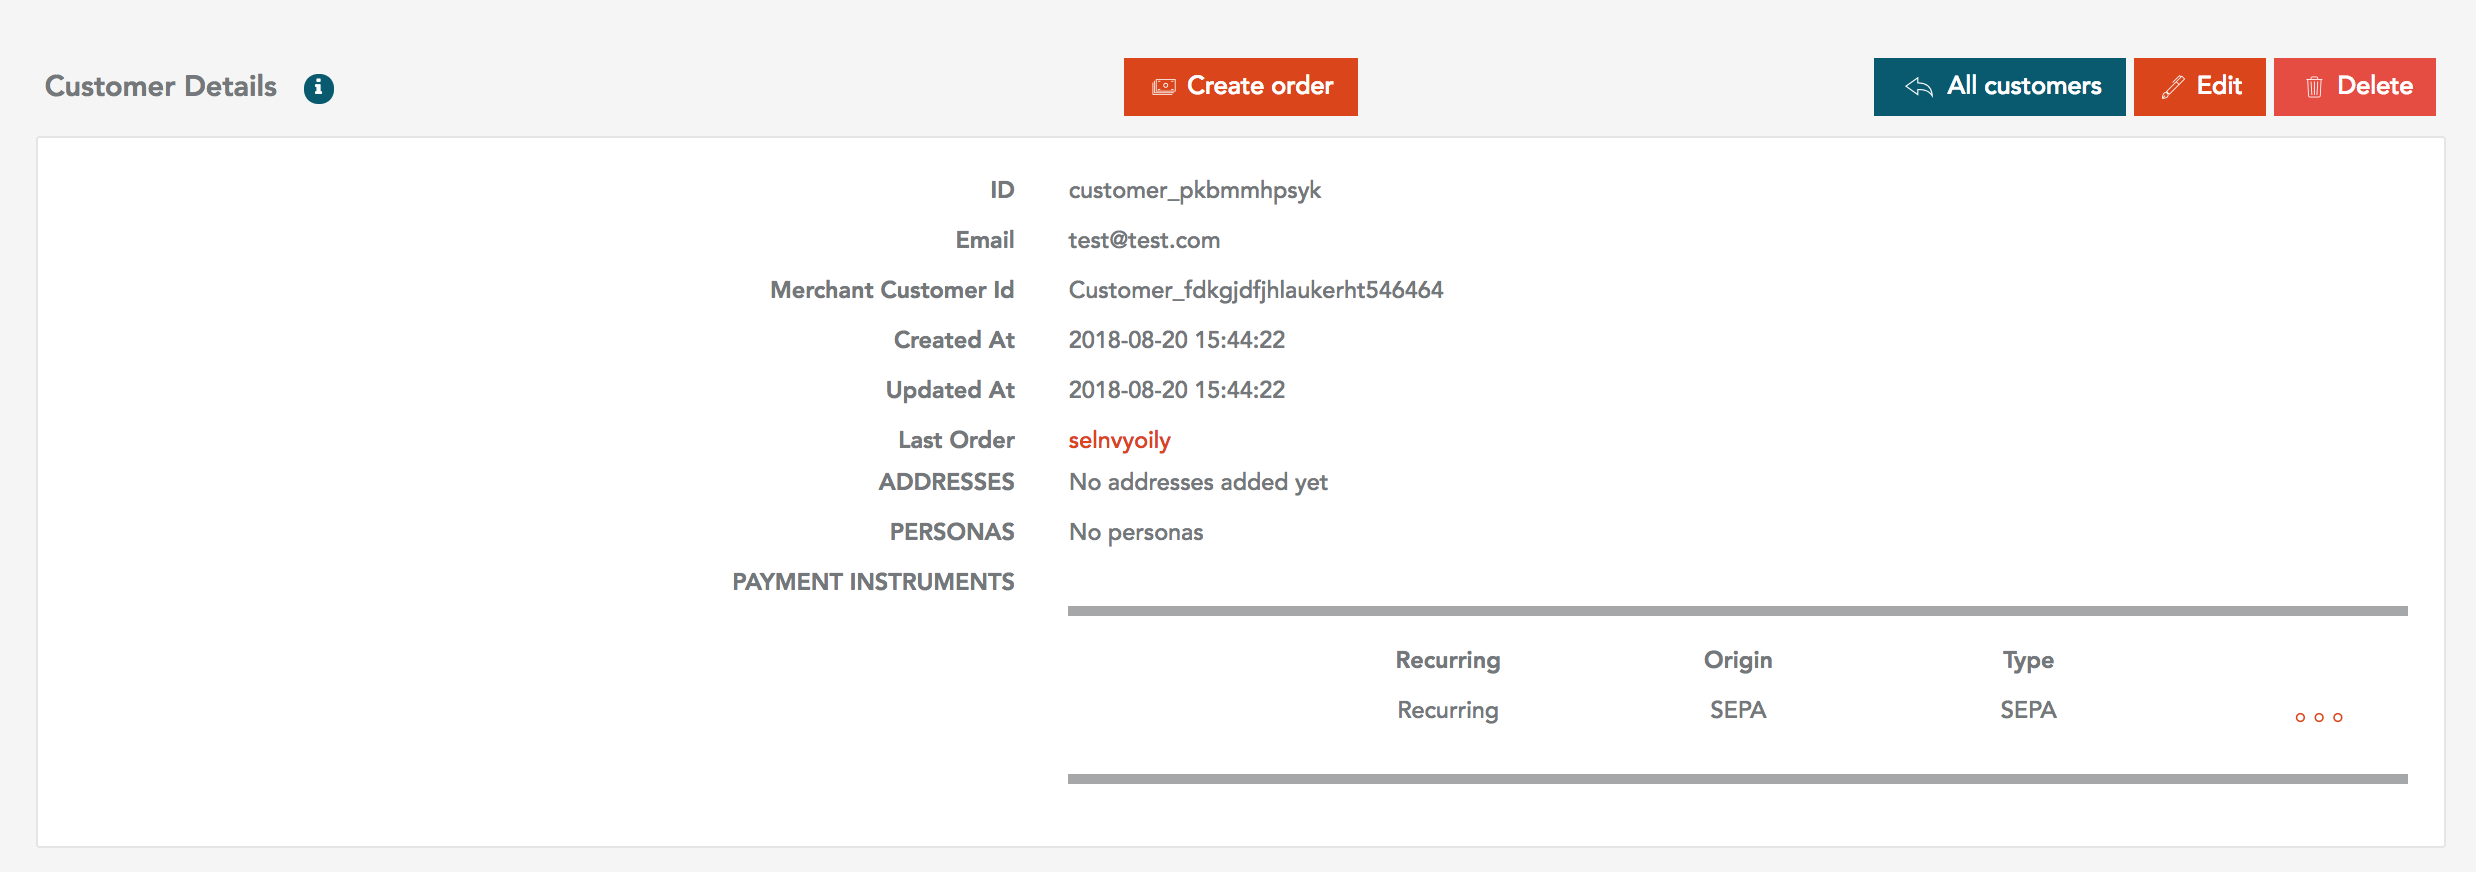 Customer Details
Create order
All customers
Edit
Delete
ID customer_pkbmmhpsyk
Email test@test.com
Merchant Customer Id Customer_fdkgjdfjhlaukerht546464
Created At 2018-08-20 15:44:22
Updated At 2018-08-20 15:44:22
Last Order selnvyoily
ADDRESSES No addresses added yet
PERSONAS No personas
PAYMENT INSTRUMENTS
Recurring Origin Type
Recurring SEPA SEPA